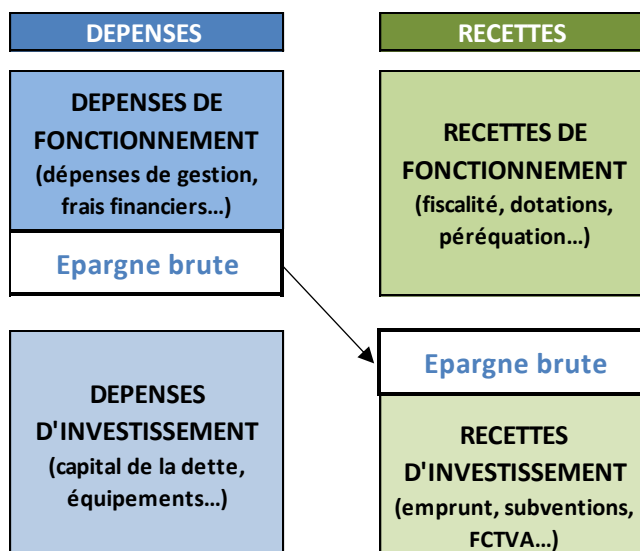 DEPENSES
DEPENSES DE
FONCTIONNEMENT
(dépenses de gestion,
frais financiers…)
Epargne brute
DEPENSES
D'INVESTISSEMENT
(capital de la dette,
équipements…)
RECETTES
RECETTES DE
FONCTIONNEMENT
(fiscalité, dotations,
péréquation…)
Epargne brute
RECETTES
D'INVESTISSEMENT
(emprunt, subventions,
FCTVA…)